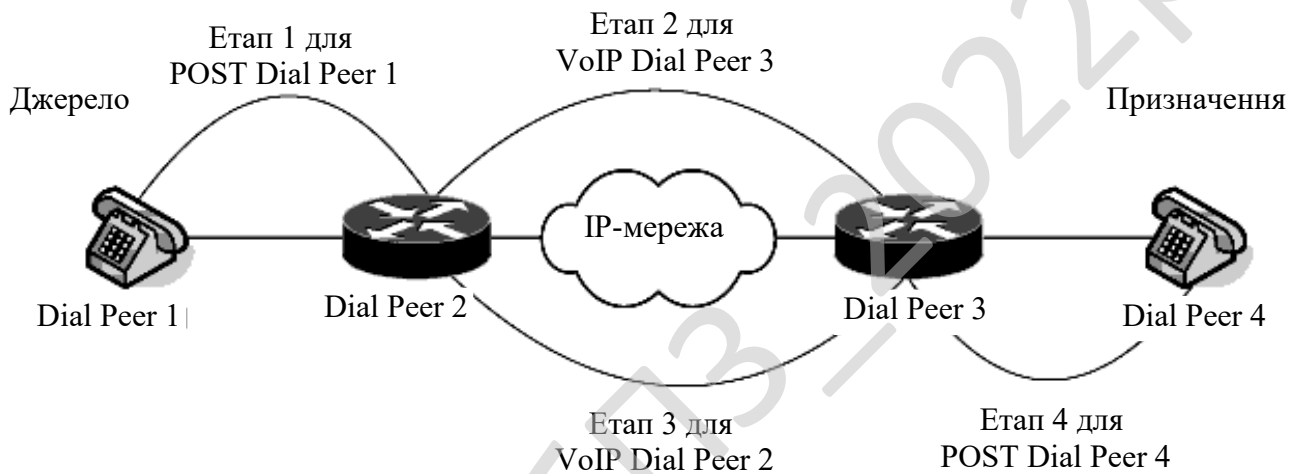 Етап 1 для
POST Dial Peer 1
Етап 2 для
VoIP Dial Peer 3
Джерело
Призначення
IP-мережа
Dial Peer 1
Dial Peer 2
Dial Peer 3
Dial Peer 4
Етап 3 для
VoIP Dial Peer 2
Етап 4 для
POST Dial Peer 4
ПЗ_2022р